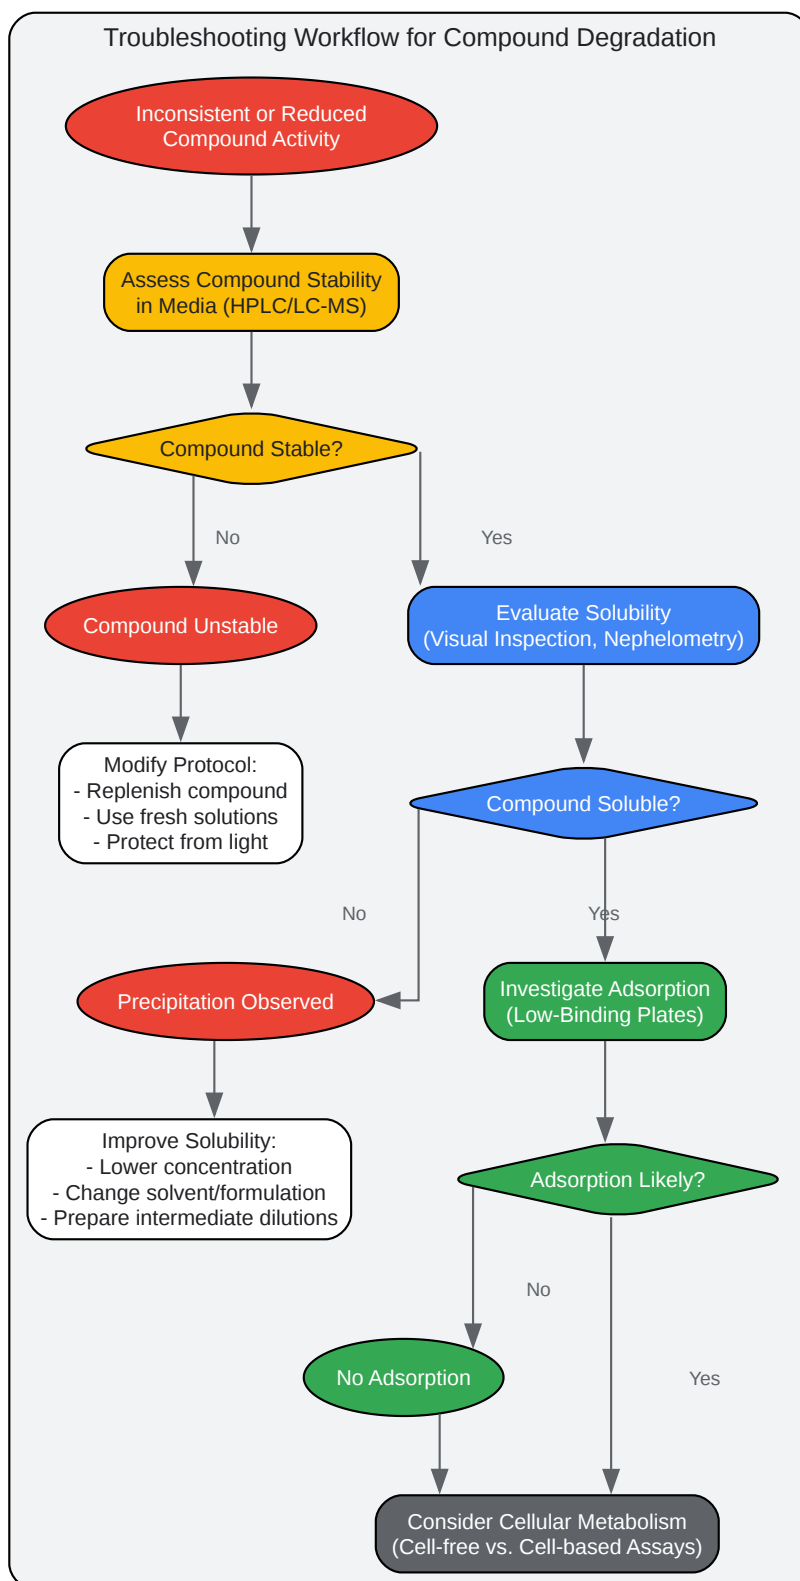 Troubleshooting Workflow for Compound Degradation
Inconsistent or Reduced
Compound Activity
Assess Compound Stability
in Media (HPLC/LC-MS)
Compound Stable?
No
Yes
Compound Unstable
Evaluate Solubility
(Visual Inspection, Nephelometry)
Modify Protocol:
- Replenish compound
- Use fresh solutions
- Protect from light
Compound Soluble?
No
Yes
Precipitation Observed
Investigate Adsorption
(Low-Binding Plates)
Improve Solubility:
- Lower concentration
- Change solvent/formulation
- Prepare intermediate dilutions
Adsorption Likely?
No
Yes
No Adsorption
Consider Cellular Metabolism
(Cell-free vs. Cell-based Assays)